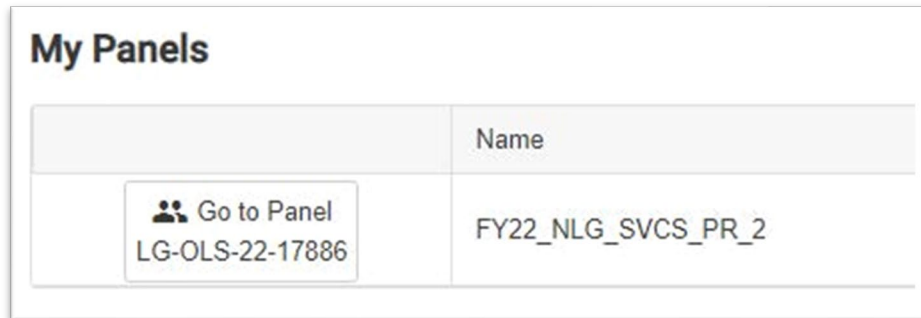 My Panels
Name
Go to Panel
LG-OLS-22-17886
FY22_NLG_SVCS_PR_2